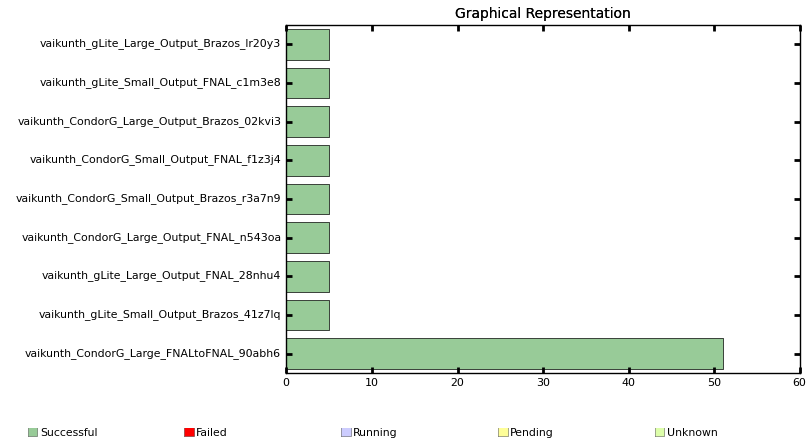 Graphical Representation
vaikunth_gLite_Large_Output_Brazos_lr20y3
vaikunth_gLite_Small_Output_FNAL_c1m3e8
vaikunth_CondorG_Large_Output_Brazos_02kvi3
vaikunth_CondorG_Small_Output_FNAL_f1z3j4
vaikunth_CondorG_Small_Output_Brazos_r3a7n9
vaikunth_CondorG_Large_Output_FNAL_n543oa
vaikunth_gLite_Large_Output_FNAL_28nhu4
vaikunth_gLite_Small_Output_Brazos_41z7lq
vaikunth_CondorG_Large_FNALtoFNAL_90abh6
0 10 20 30 40 50 60
Successful Failed Running Pending Unknown